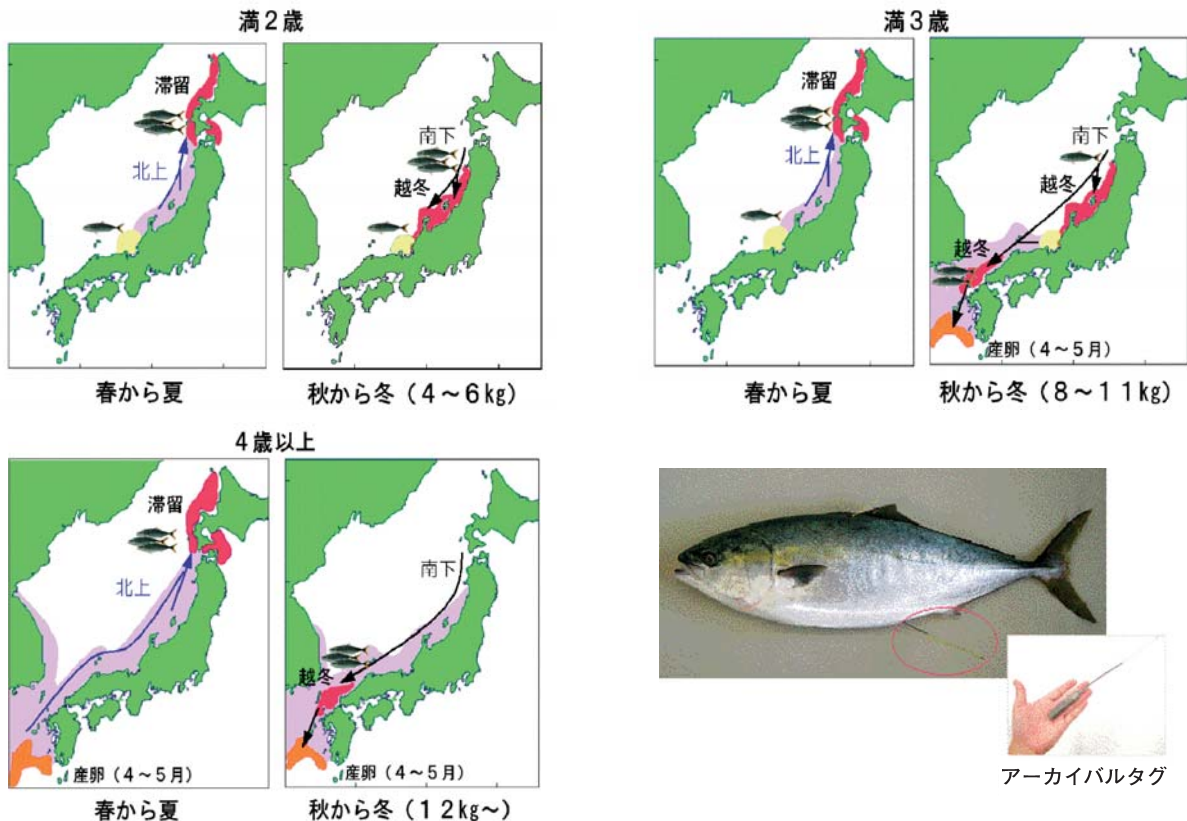 満２歳
滞留
北上
春から夏
南下
越冬
秋から冬（４～６㎏）
満３歳
滞留
北上
春から夏
南下
越冬
越冬
産卵（４～５月）
秋から冬（８～１１㎏）
４歳以上
滞留
北上
産卵（４～５月）
春から夏
南下
越冬
産卵（４～５月）
秋から冬（１２㎏～）
アーカイバルタグ